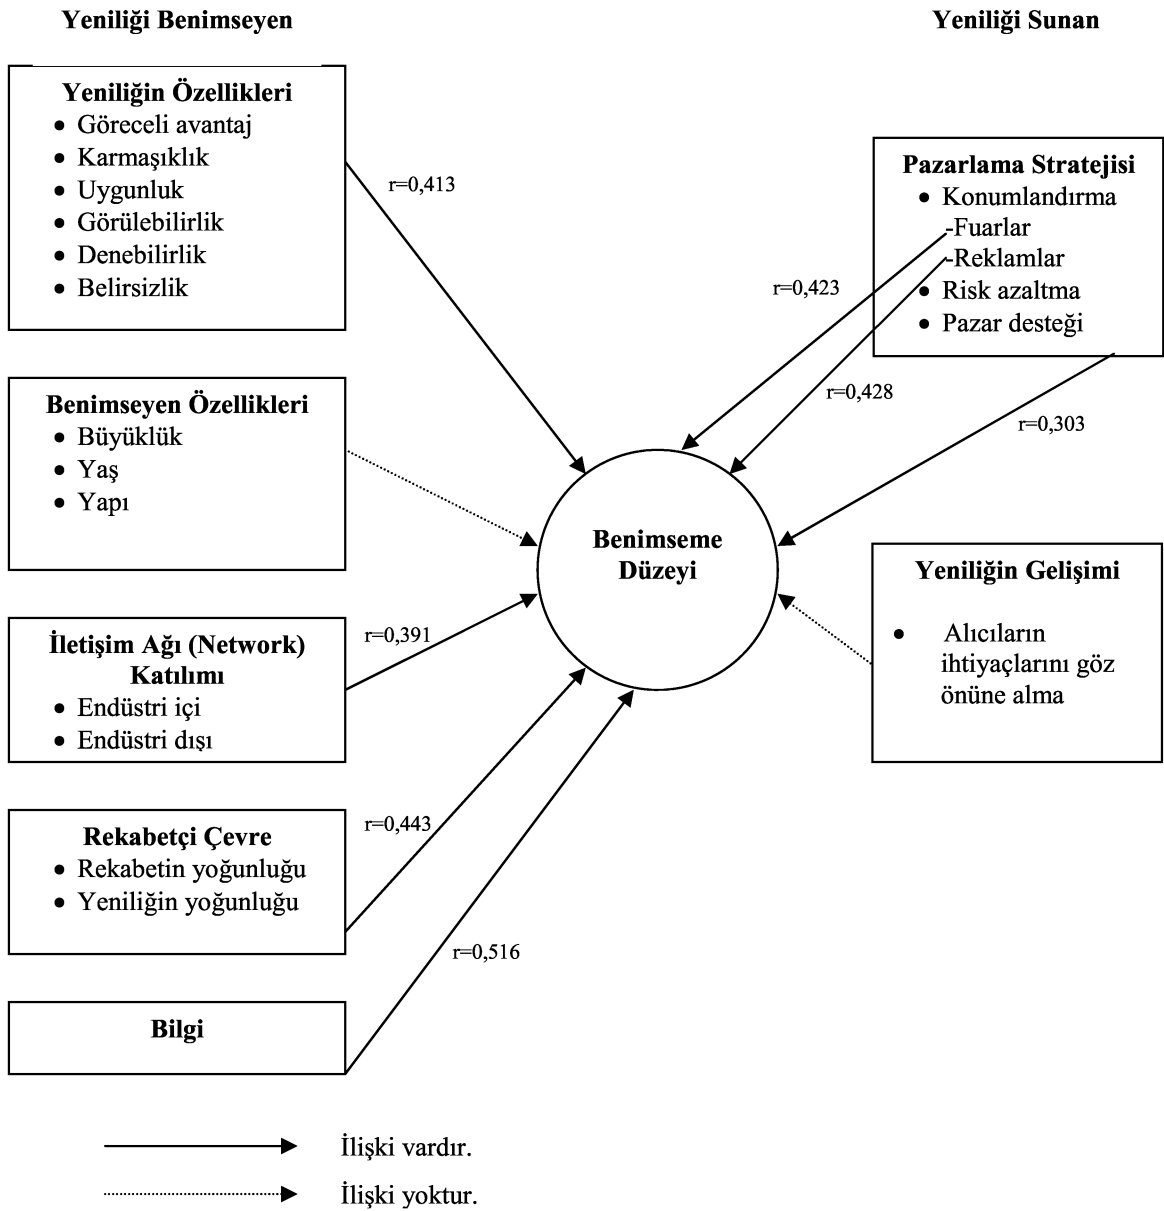 Yeniliği Benimseyen
Yeniliğin Özellikleri
• Göreceli avantaj
• Karmaşıklık
• Uygunluk
• Görülebilirlik
• Denebilirlik
• Belirsizlik
r=0,413
Benimseyen Özellikleri
• Büyüklük
• Yaş
• Yapı
İletişim Ağı (Network)
Katılımı
• Endüstri içi
• Endüstri dışı
r=0,391
Rekabetçi Çevre
• Rekabetin yoğunluğu
• Yeniliğin yoğunluğu
r=0,443
Bilgi
r=0,516
Benimseme
Düzeyi
Yeniliği Sunan
Pazarlama Stratejisi
• Konumlandırma
-Fuarlar
-Reklamlar
• Risk azaltma
• Pazar desteği
r=0,423
r=0,428
r=0,303
Yeniliğin Gelişimi
• Alıcıların
ihtiyaçlarını göz
önüne alma
İlişki vardır.
İlişki yoktur.